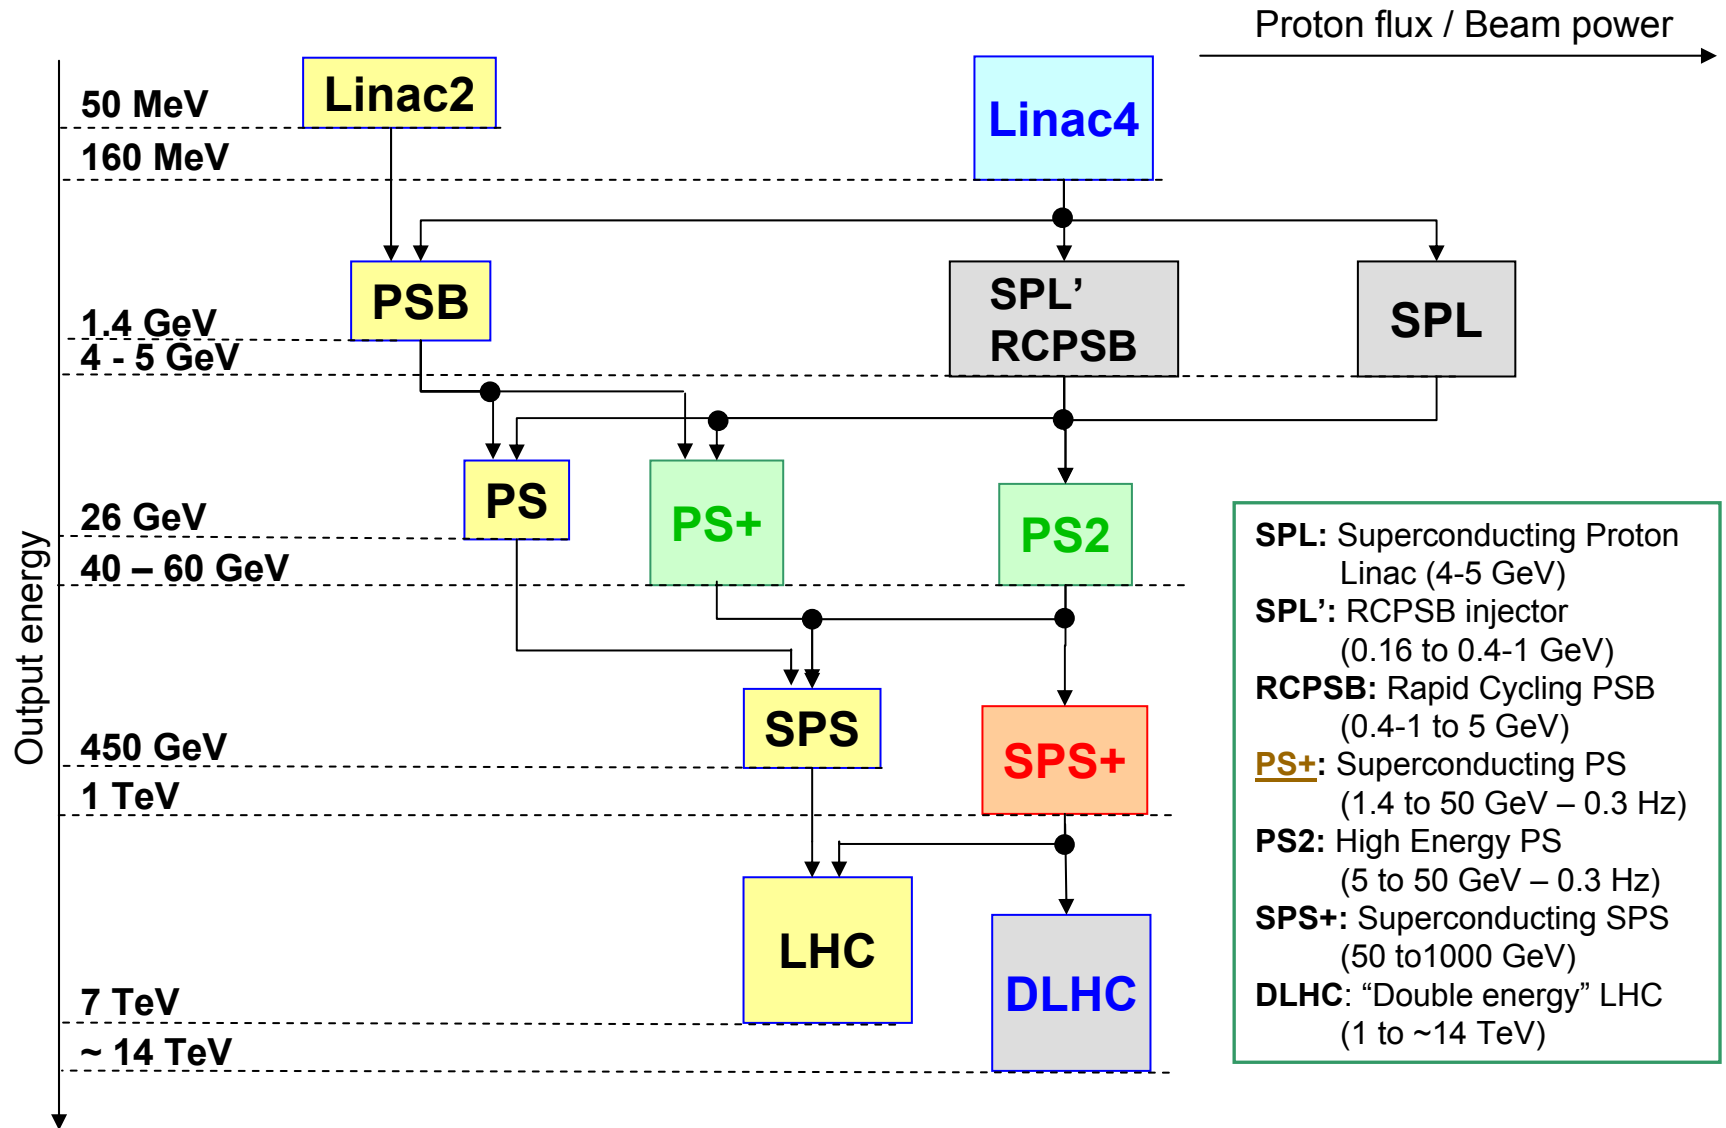 Proton flux / Beam power
Linac2
50 MeV
Linac4
160 MeV
PSB
SPL’
RCPSB
SPL
1.4 GeV
4 - 5 GeV
PS
PS+
PS2
26 GeV
40 – 60 GeV
Output energy
SPS
SPS+
450 GeV
1 TeV
LHC
DLHC
7 TeV
~ 14 TeV
SPL: Superconducting Proton
Linac (4-5 GeV)
SPL’: RCPSB injector
(0.16 to 0.4-1 GeV)
RCPSB: Rapid Cycling PSB
(0.4-1 to 5 GeV)
PS+: Superconducting PS
(1.4 to 50 GeV – 0.3 Hz)
PS2: High Energy PS
(5 to 50 GeV – 0.3 Hz)
SPS+: Superconducting SPS
(50 to1000 GeV)
DLHC: “Double energy” LHC
(1 to ~14 TeV)